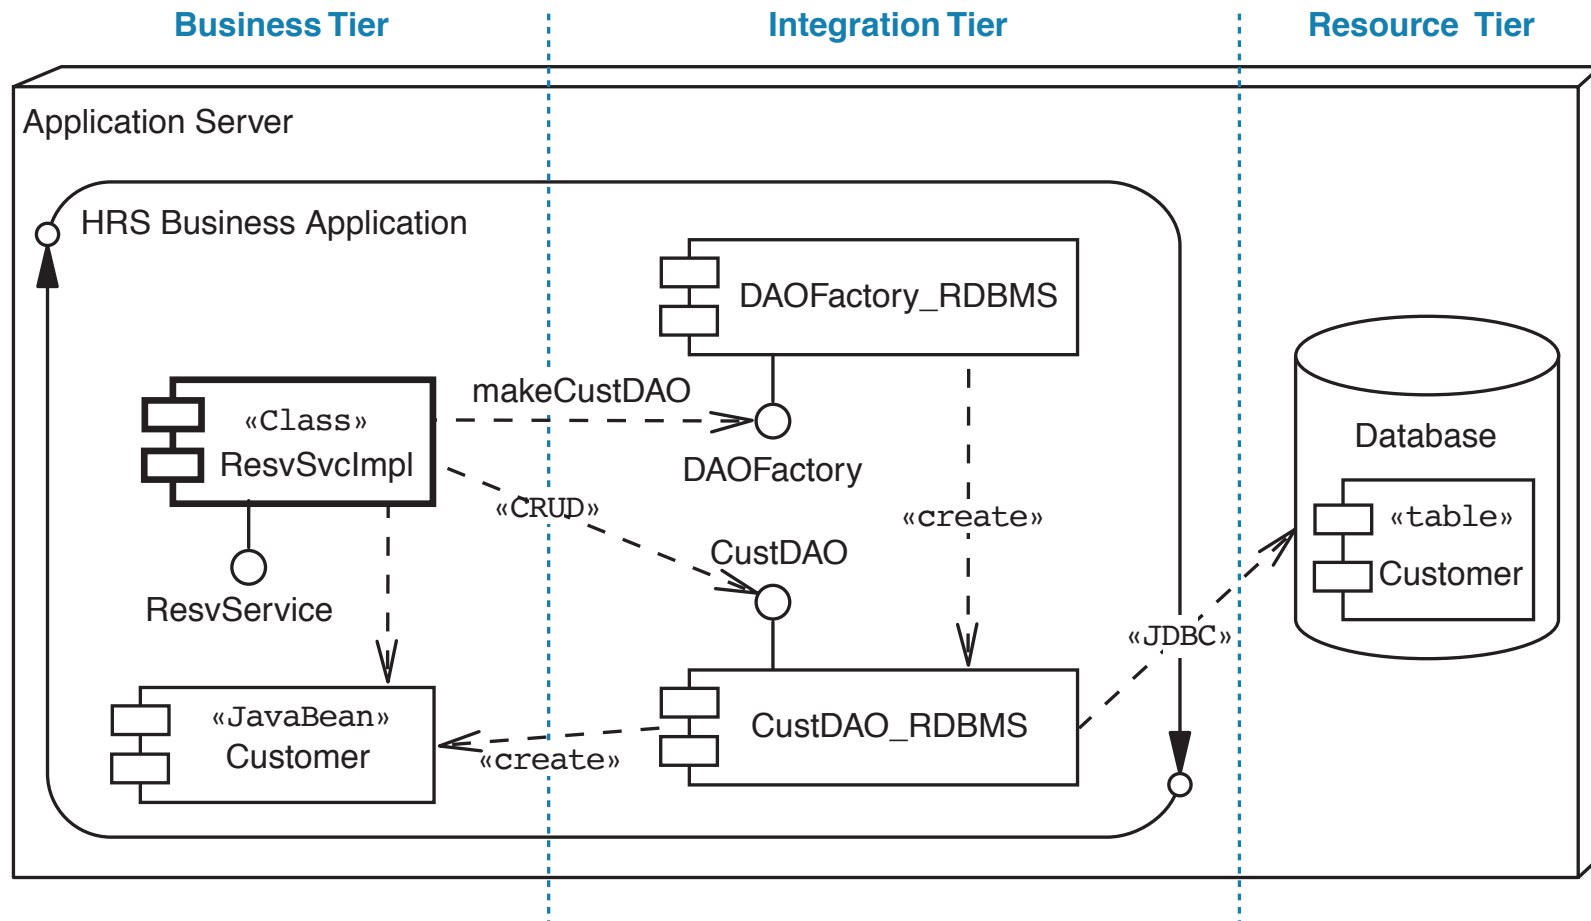 Business Tier
Integration Tier
Resource Tier
Application Server
HRS Business Application
DAOFactory_RDBMS
makeCustDAO
«Class»
ResvSvcImpl
DAOFactory
Database
«CRUD»
«create»
«table»
CustDAO
Customer
ResvService
«JDBC»
«JavaBean»
Customer
CustDAO_RDBMS
«create»